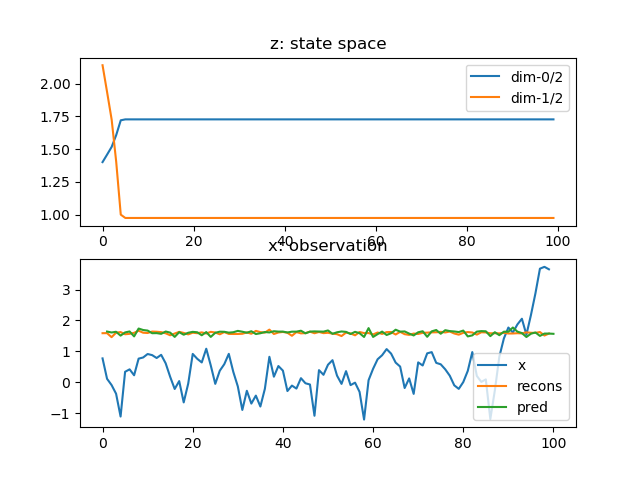 z: state space
2.00
1.75
1.50
1.25
1.00
dim-0/2
dim-1/2
0 20 40 60 80 100
x: observation
3
2
1
0
−1
x
recons
pred
0 20 40 60 80 100